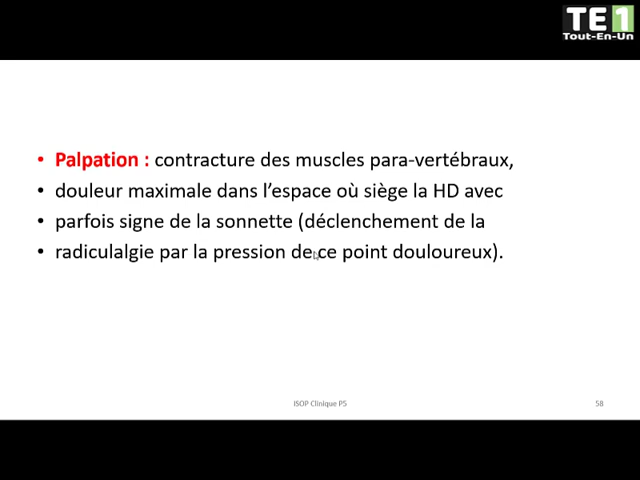 TE1
Tout-En-Un
• Palpation : contracture des muscles para-vertébraux,
• douleur maximale dans l'espace où siège la HD avec
• parfois signe de la sonnette (déclenchement de la
• radiculalgie par la pression de ce point douloureux).
ISOP Clinique P5
58